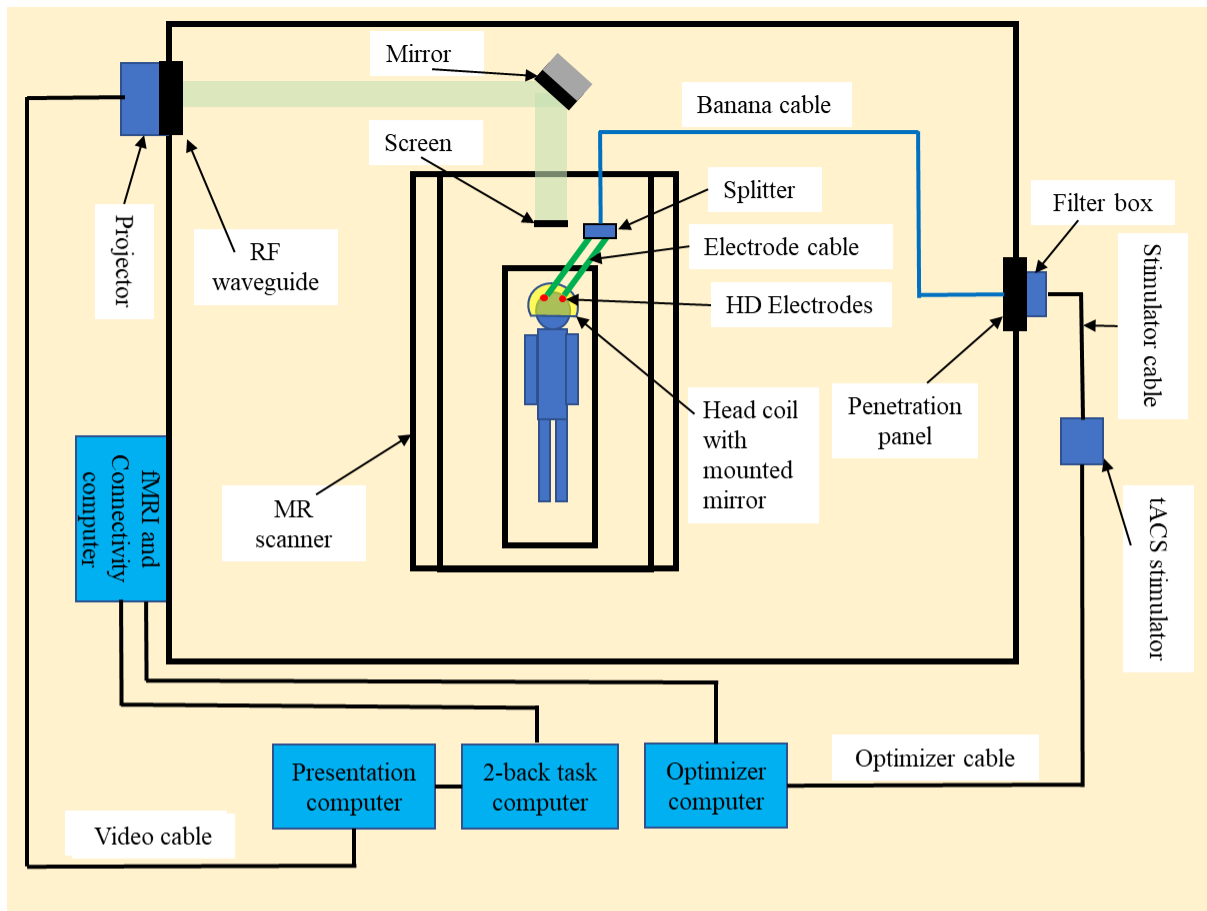 Mirror
Banana cable
Screen
Splitter
Filter box
Projector
RF
waveguide
Electrode cable
HD Electrodes
Stimulator cable
Head coil
with
mounted
mirror
Penetration
panel
fMRI and
Connectivity
computer
MR
scanner
tACS stimulator
Presentation
computer
2-back task
computer
Optimizer
computer
Optimizer cable
Video cable